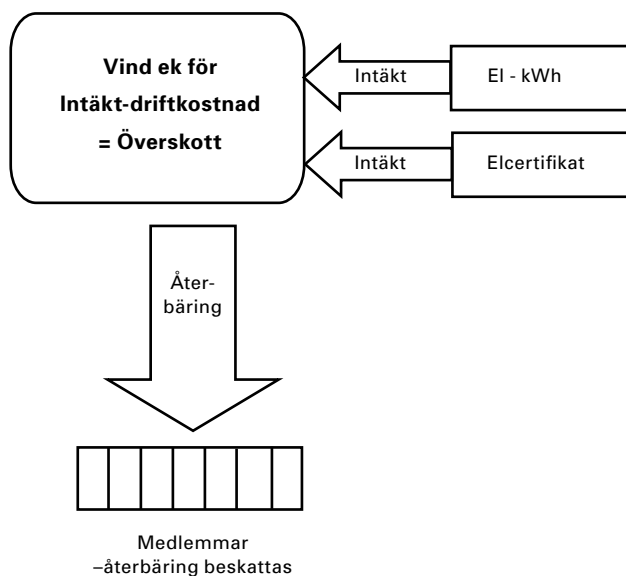 Vind ek för
Intäkt-driftkostnad
= Överskott
Intäkt
El - kWh
Intäkt
Elcertifikat
Åter-
bäring
Medlemmar
–återbäring beskattas